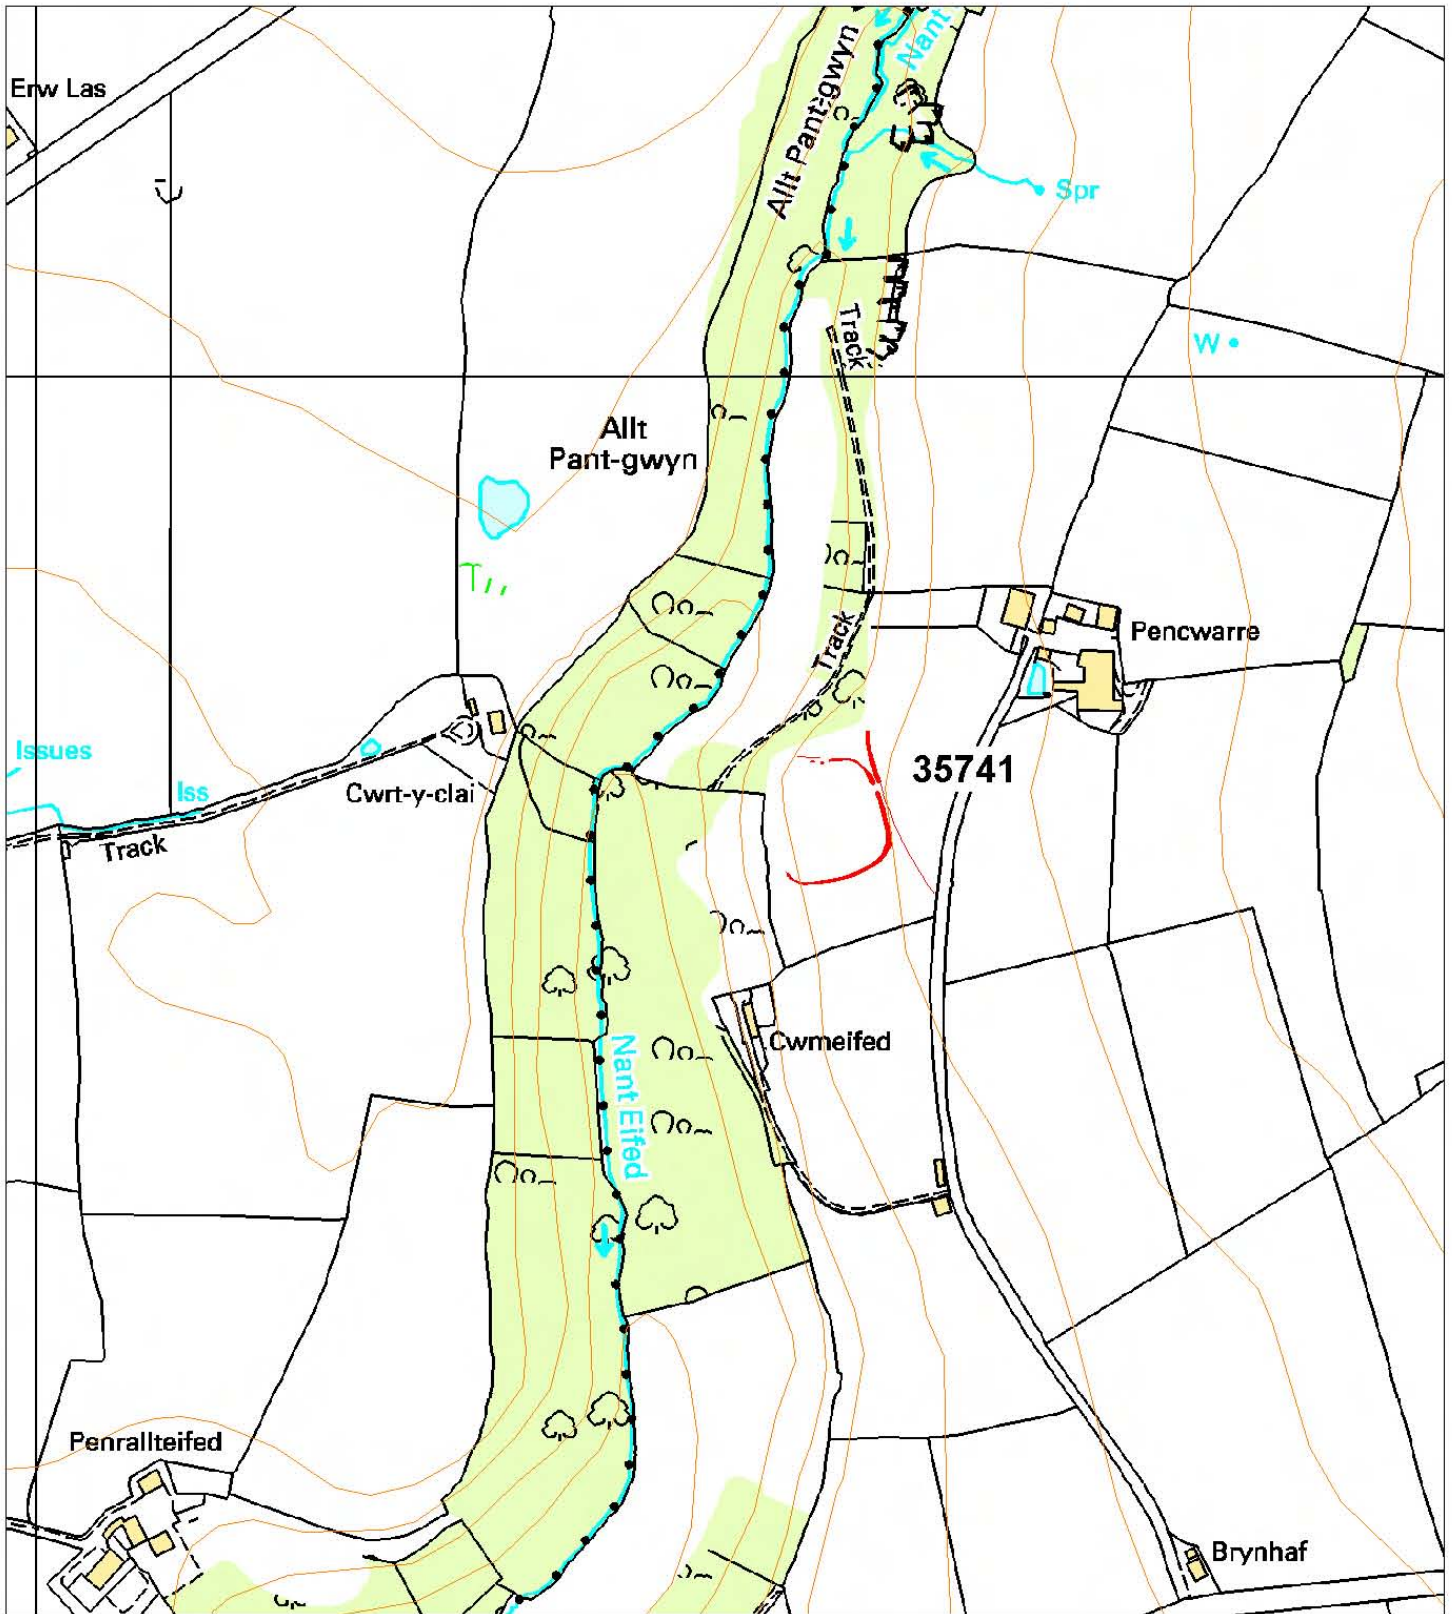 Nant
Allt Pant-gwyn
Erw Las
Spr
Track
W
Allt
Pant-gwyn
Track
Pencwarre
Issues
Iss
Cwrt-y-clai
35741
Track
Cwmeifed
Nant Eifed
Penrallteifed
Brynhaf